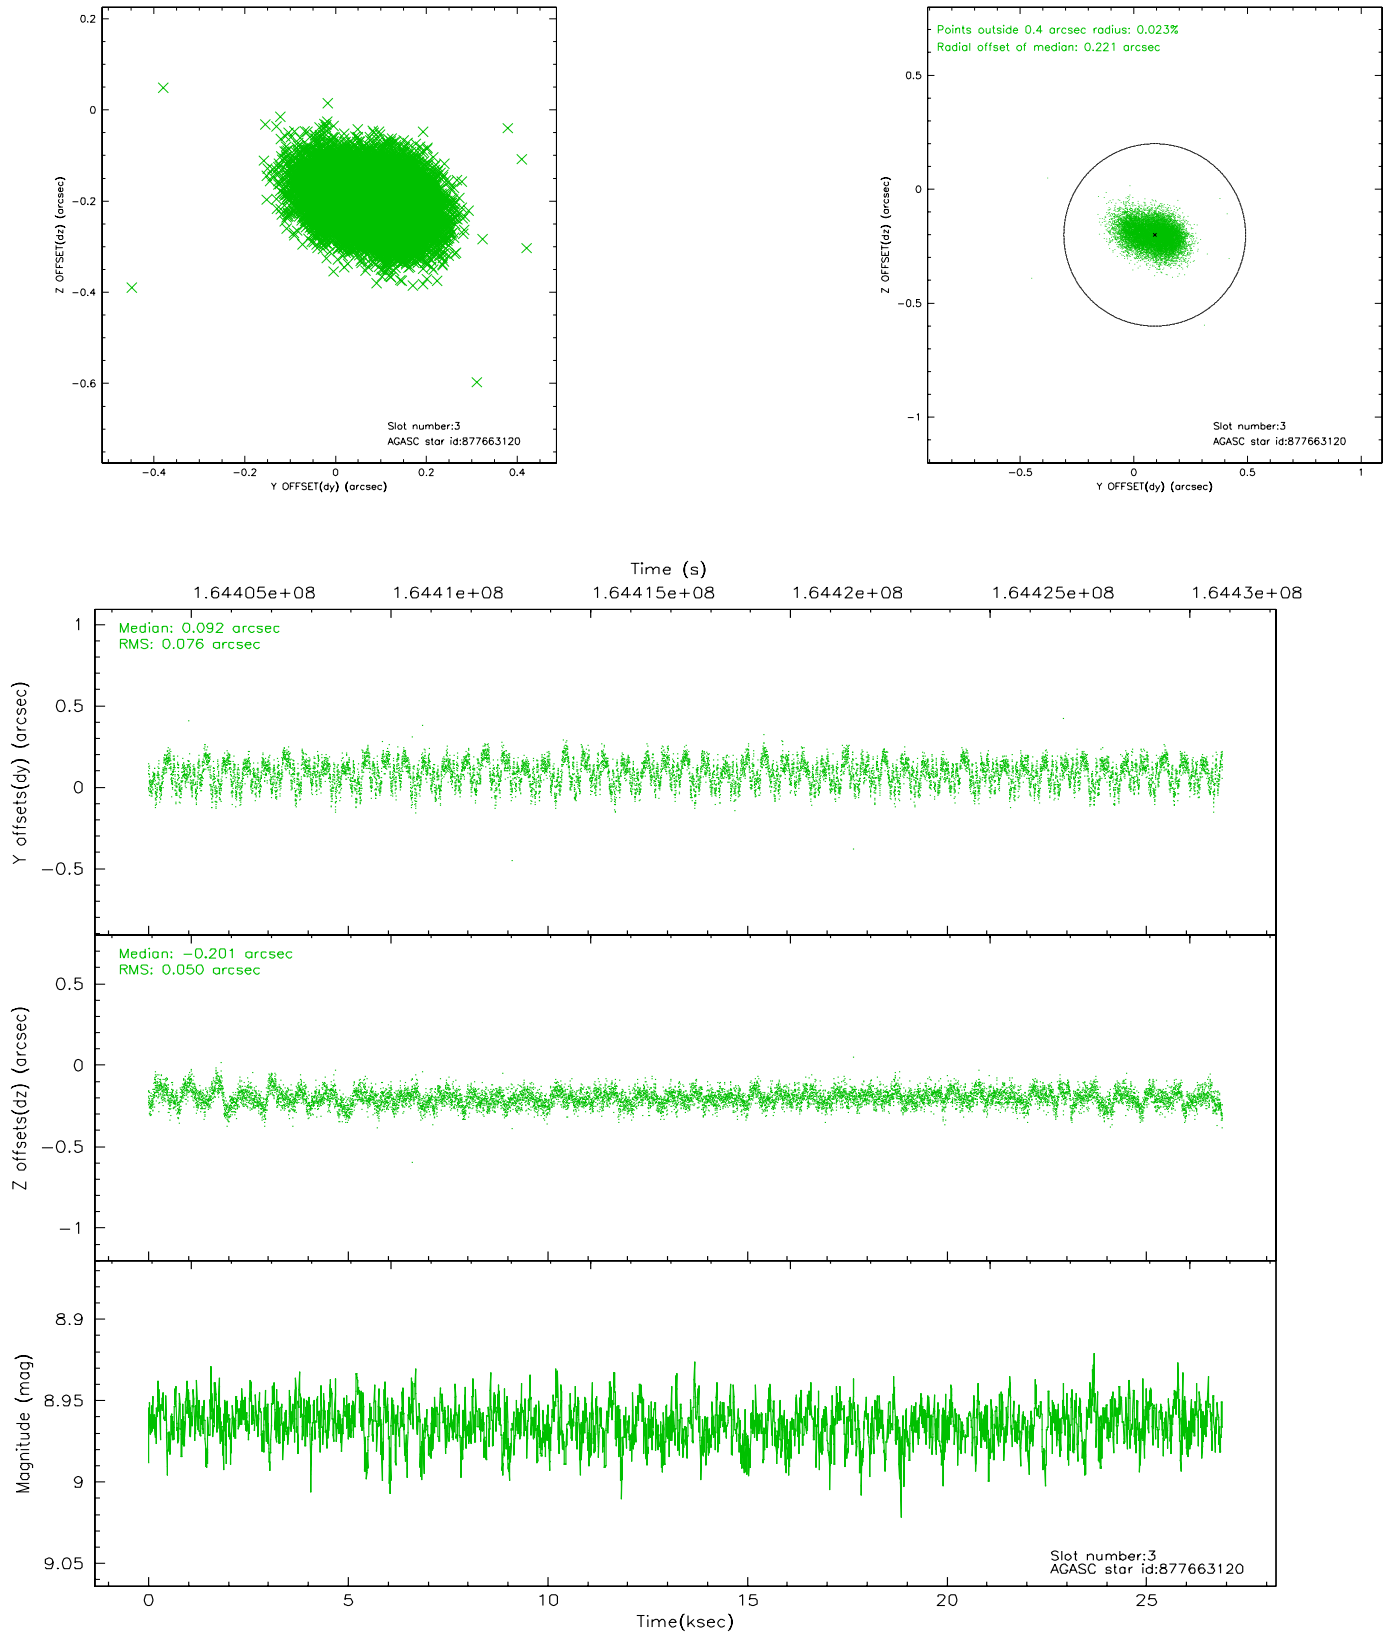 0.2
0
−0.2
−0.4
−0.6
Z OFFSET(dz) (arcsec)
−0.4
−0.2
0
0.2
0.4
Y OFFSET(dy) (arcsec)
Slot number:3
AGASC star id:877663120
Points outside 0.4 arcsec radius: 0.023%
Radial offset of median: 0.221 arcsec
0.5
0
−0.5
−1
Z OFFSET(dz) (arcsec)
−0.5
0
0.5
1
Y OFFSET(dy) (arcsec)
Slot number:3
AGASC star id:877663120
Time (s)
1.64405e+08
1.6441e+08
1.64415e+08
1.6442e+08
1.64425e+08
1.6443e+08
Median: 0.092 arcsec
RMS: 0.076 arcsec
1
0.5
0
−0.5
Y offsets(dy) (arcsec)
Median: −0.201 arcsec
RMS: 0.050 arcsec
0.5
0
−0.5
−1
Z offsets(dz) (arcsec)
8.9
8.95
9
9.05
Magnitude (mag)
Slot number:3
AGASC star id:877663120
0
5
10
15
20
25
Time(ksec)